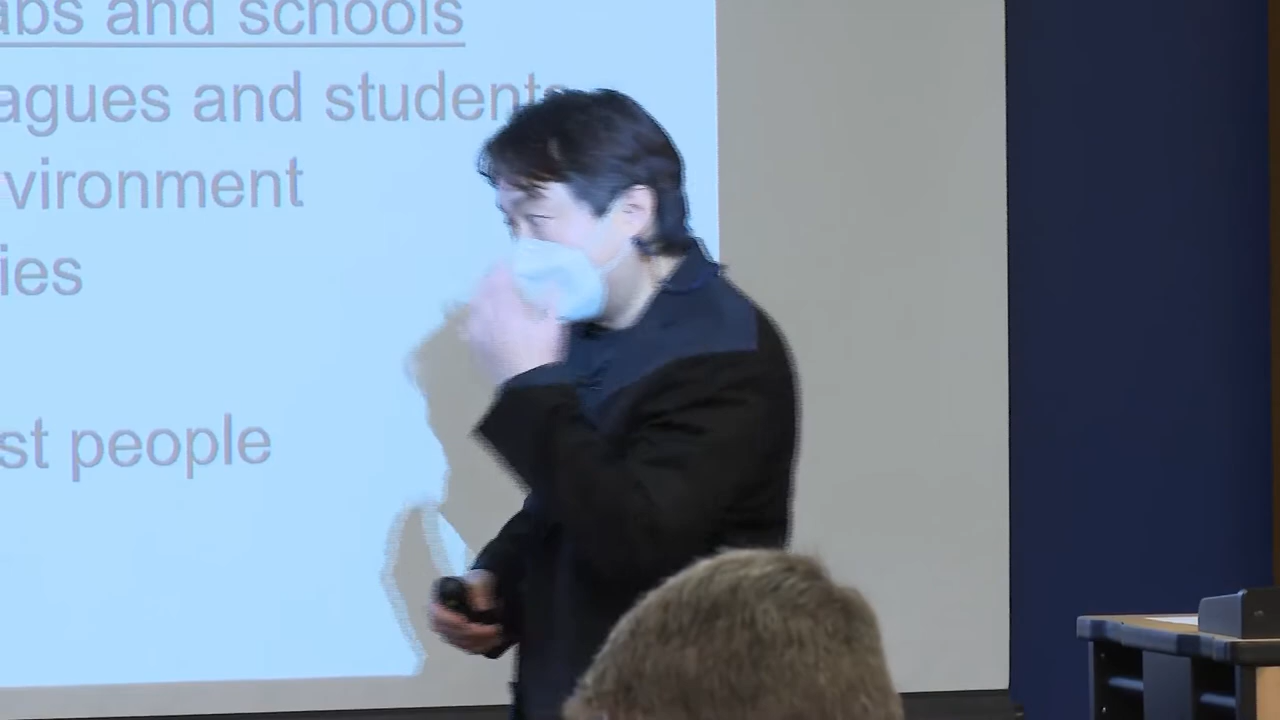 abs and schools
agues and students
vironment
ies
st people